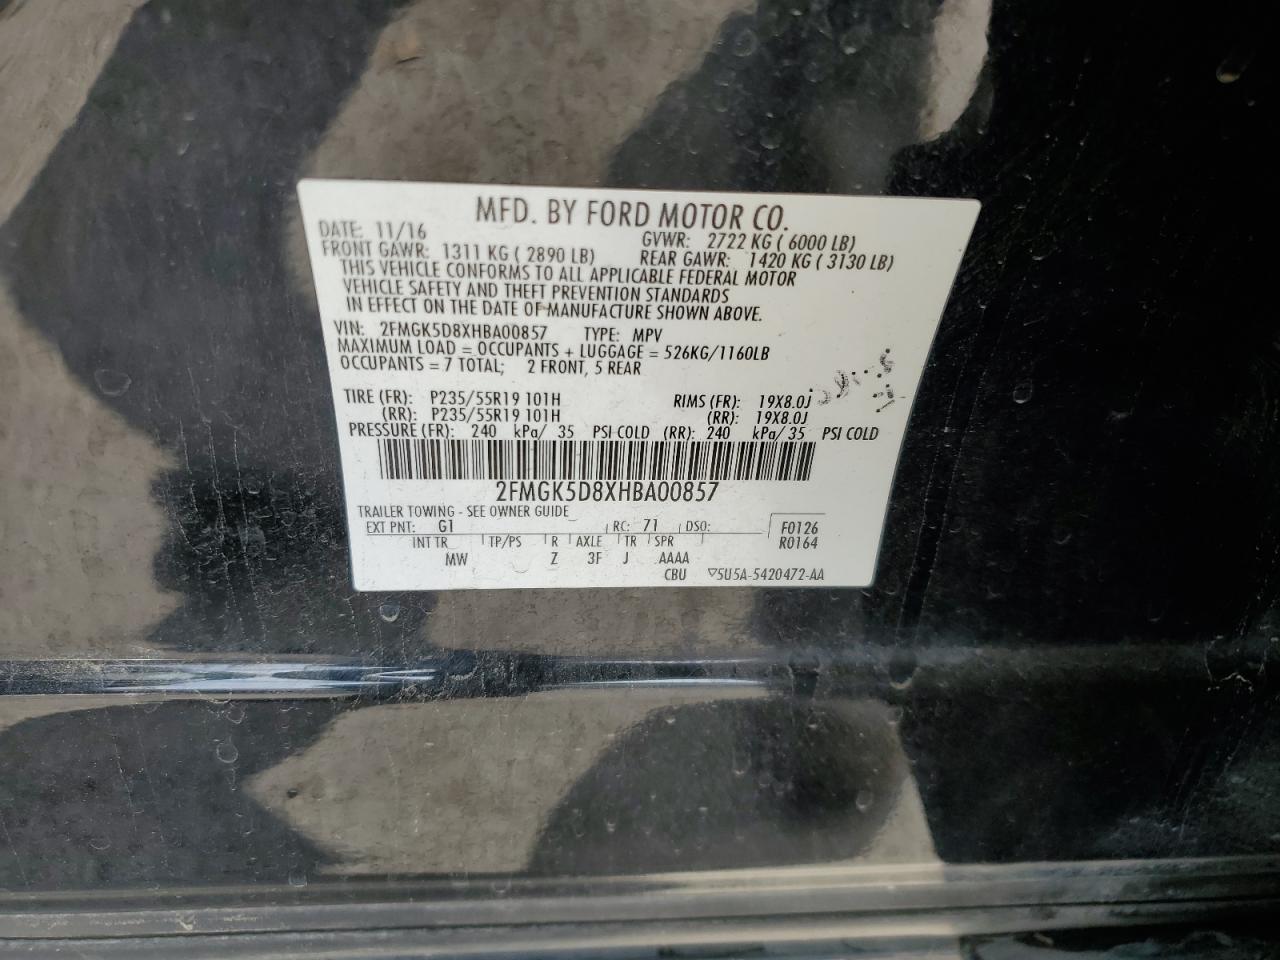 MFD. BY FORD MOTOR CO.
DATE: 11/16 GVWR: 2722 KG ( 6000 LB)
FRONT GAWR: 1311 KG ( 2890 LB) REAR GAWR: 1420 KG ( 3130 LB)
THIS VEHICLE CONFORMS TO ALL APPLICABLE FEDERAL MOTOR
VEHICLE SAFETY AND THEFT PREVENTION STANDARDS
IN EFFECT ON THE DATE OF MANUFACTURE SHOWN ABOVE.
VIN: 2FMGK5D8XHBA00857 TYPE: MPV
MAXIMUM LOAD = OCCUPANTS + LUGGAGE = 526KG/1160LB
OCCUPANTS = 7 TOTAL; 2 FRONT, 5 REAR
TIRE (FR): P235/55R19 101H RIMS (FR): 19X8.0J
(RR): P235/55R19 101H (RR): 19X8.0J
PRESSURE (FR): 240 kPa/ 35 PSI COLD (RR): 240 kPa/ 35 PSI COLD
2FMGK5D8XHBA00857
TRAILER TOWING - SEE OWNER GUIDE
EXT PNT: G1 RC: 71 DSO: F0126
INT TR TP/PS R AXLE TR SPR R0164
MW Z 3F J AAAA
CBU ▽5U5A-5420472-AA